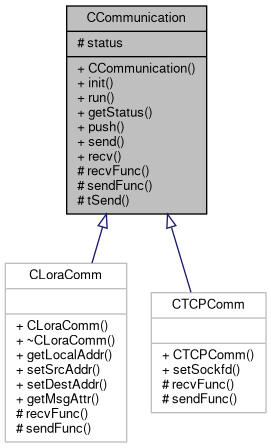 CCommunication
# status
+ CCommunication()
+ init()
+ run()
+ getStatus()
+ push()
+ send()
+ recv()
# recvFunc()
# sendFunc()
# tSend()
CLoraComm
+ CLoraComm()
+ ~CLoraComm()
+ getLocalAddr()
+ setSrcAddr()
+ setDestAddr()
+ getMsgAttr()
# recvFunc()
# sendFunc()
CTCPComm
+ CTCPComm()
+ setSockfd()
# recvFunc()
# sendFunc()